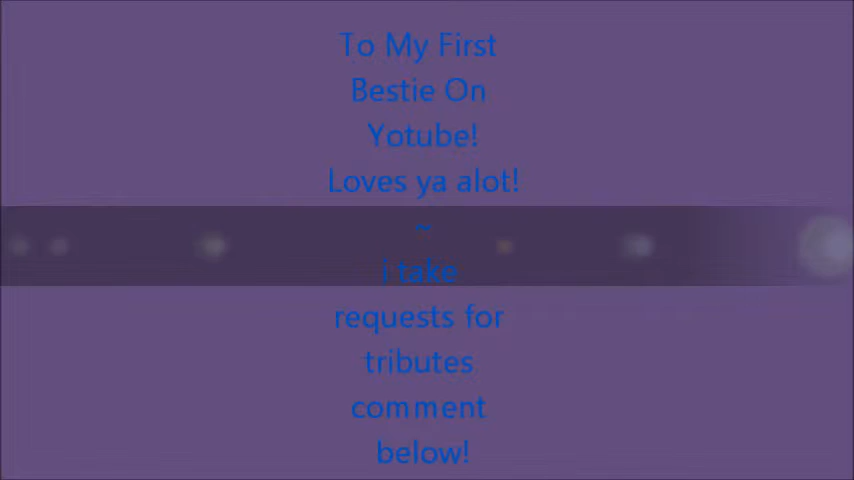 To My First
Bestie On
Yotube!
Loves ya alot!
~
i take
requests for
tributes
comment
below!